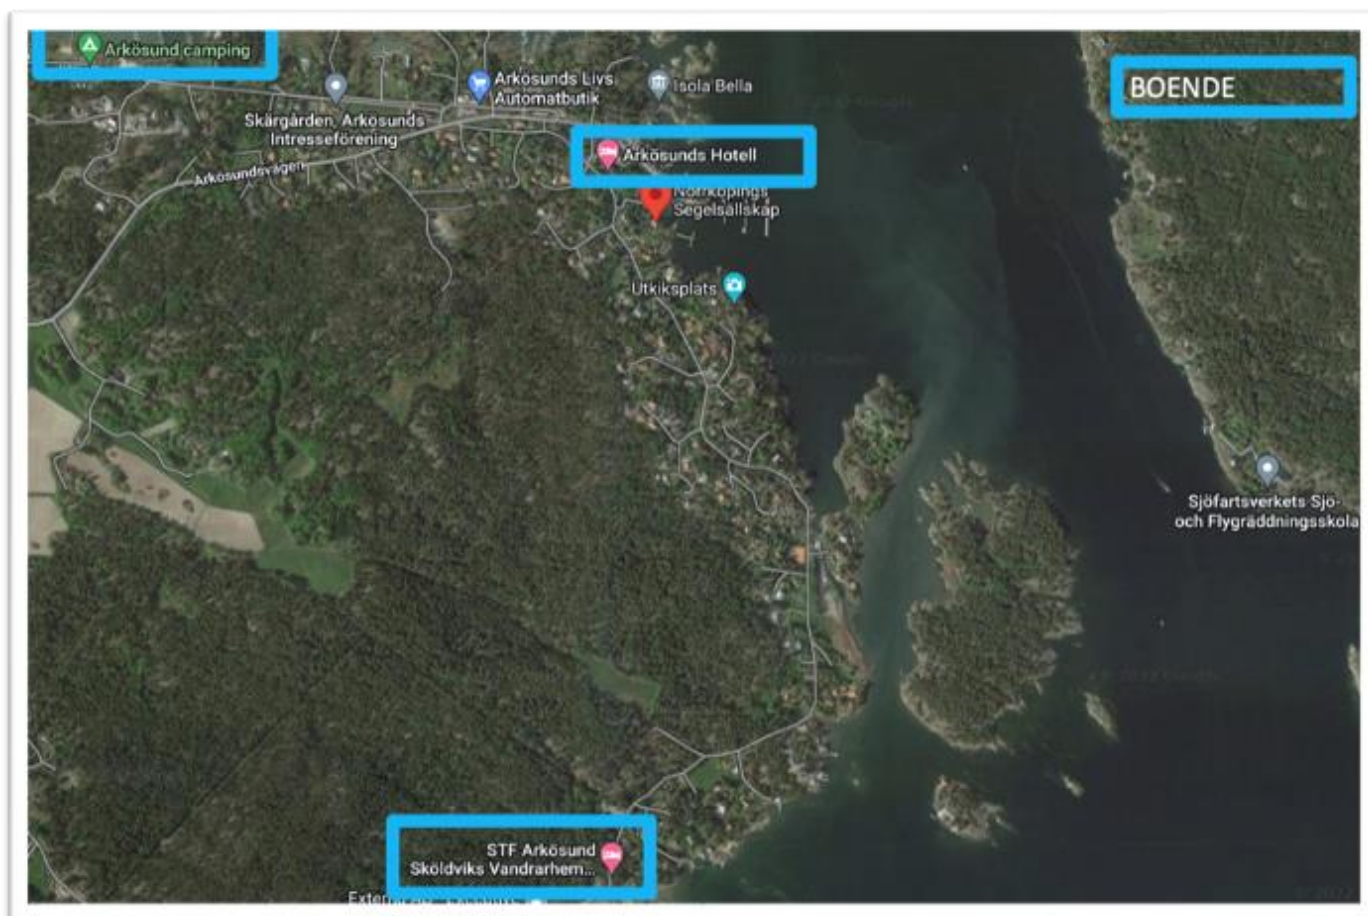 Arkösund camping
BOENDE
Arkösunds Livs
Automatbutik
Isola Bella
Skärgården, Arkösunds
Intresseförening
Arkösunds Hotell
Arkösundsvägen
Norrköpings
Segelsällskap
Utkiksplats
Sjöfartsverkets Sjö-
och Flygräddningsskola
STF Arkösund
Sköldviks Vandrarhem...